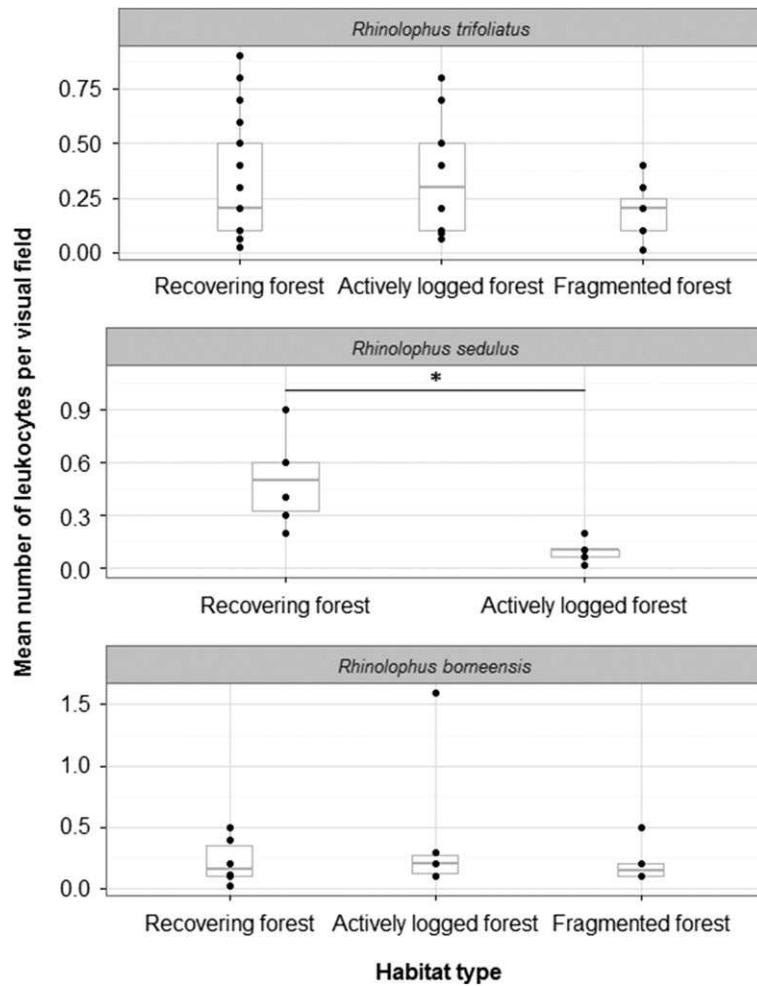 Mean number of leukocytes per visual field
Rhinolophus trifoliatus
0.75
0.50
0.25
0.00
Recovering forest Actively logged forest Fragmented forest
Rhinolophus sedulus
*
0.9
0.6
0.3
0.0
Recovering forest Actively logged forest
Rhinolophus borneensis
1.5
1.0
0.5
0.0
Recovering forest Actively logged forest Fragmented forest
Habitat type